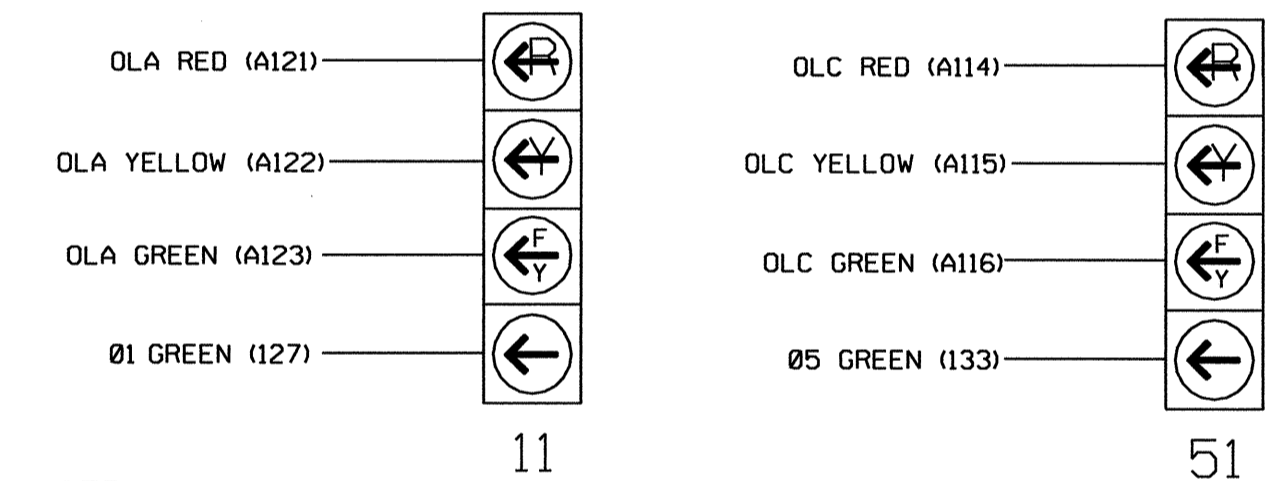 OLA RED (A121)
R
OLA YELLOW (A122)
Y
OLA GREEN (A123)
F
Y
Ø1 GREEN (127)
11
OLC RED (A114)
R
OLC YELLOW (A115)
Y
OLC GREEN (A116)
F
Y
Ø5 GREEN (133)
51